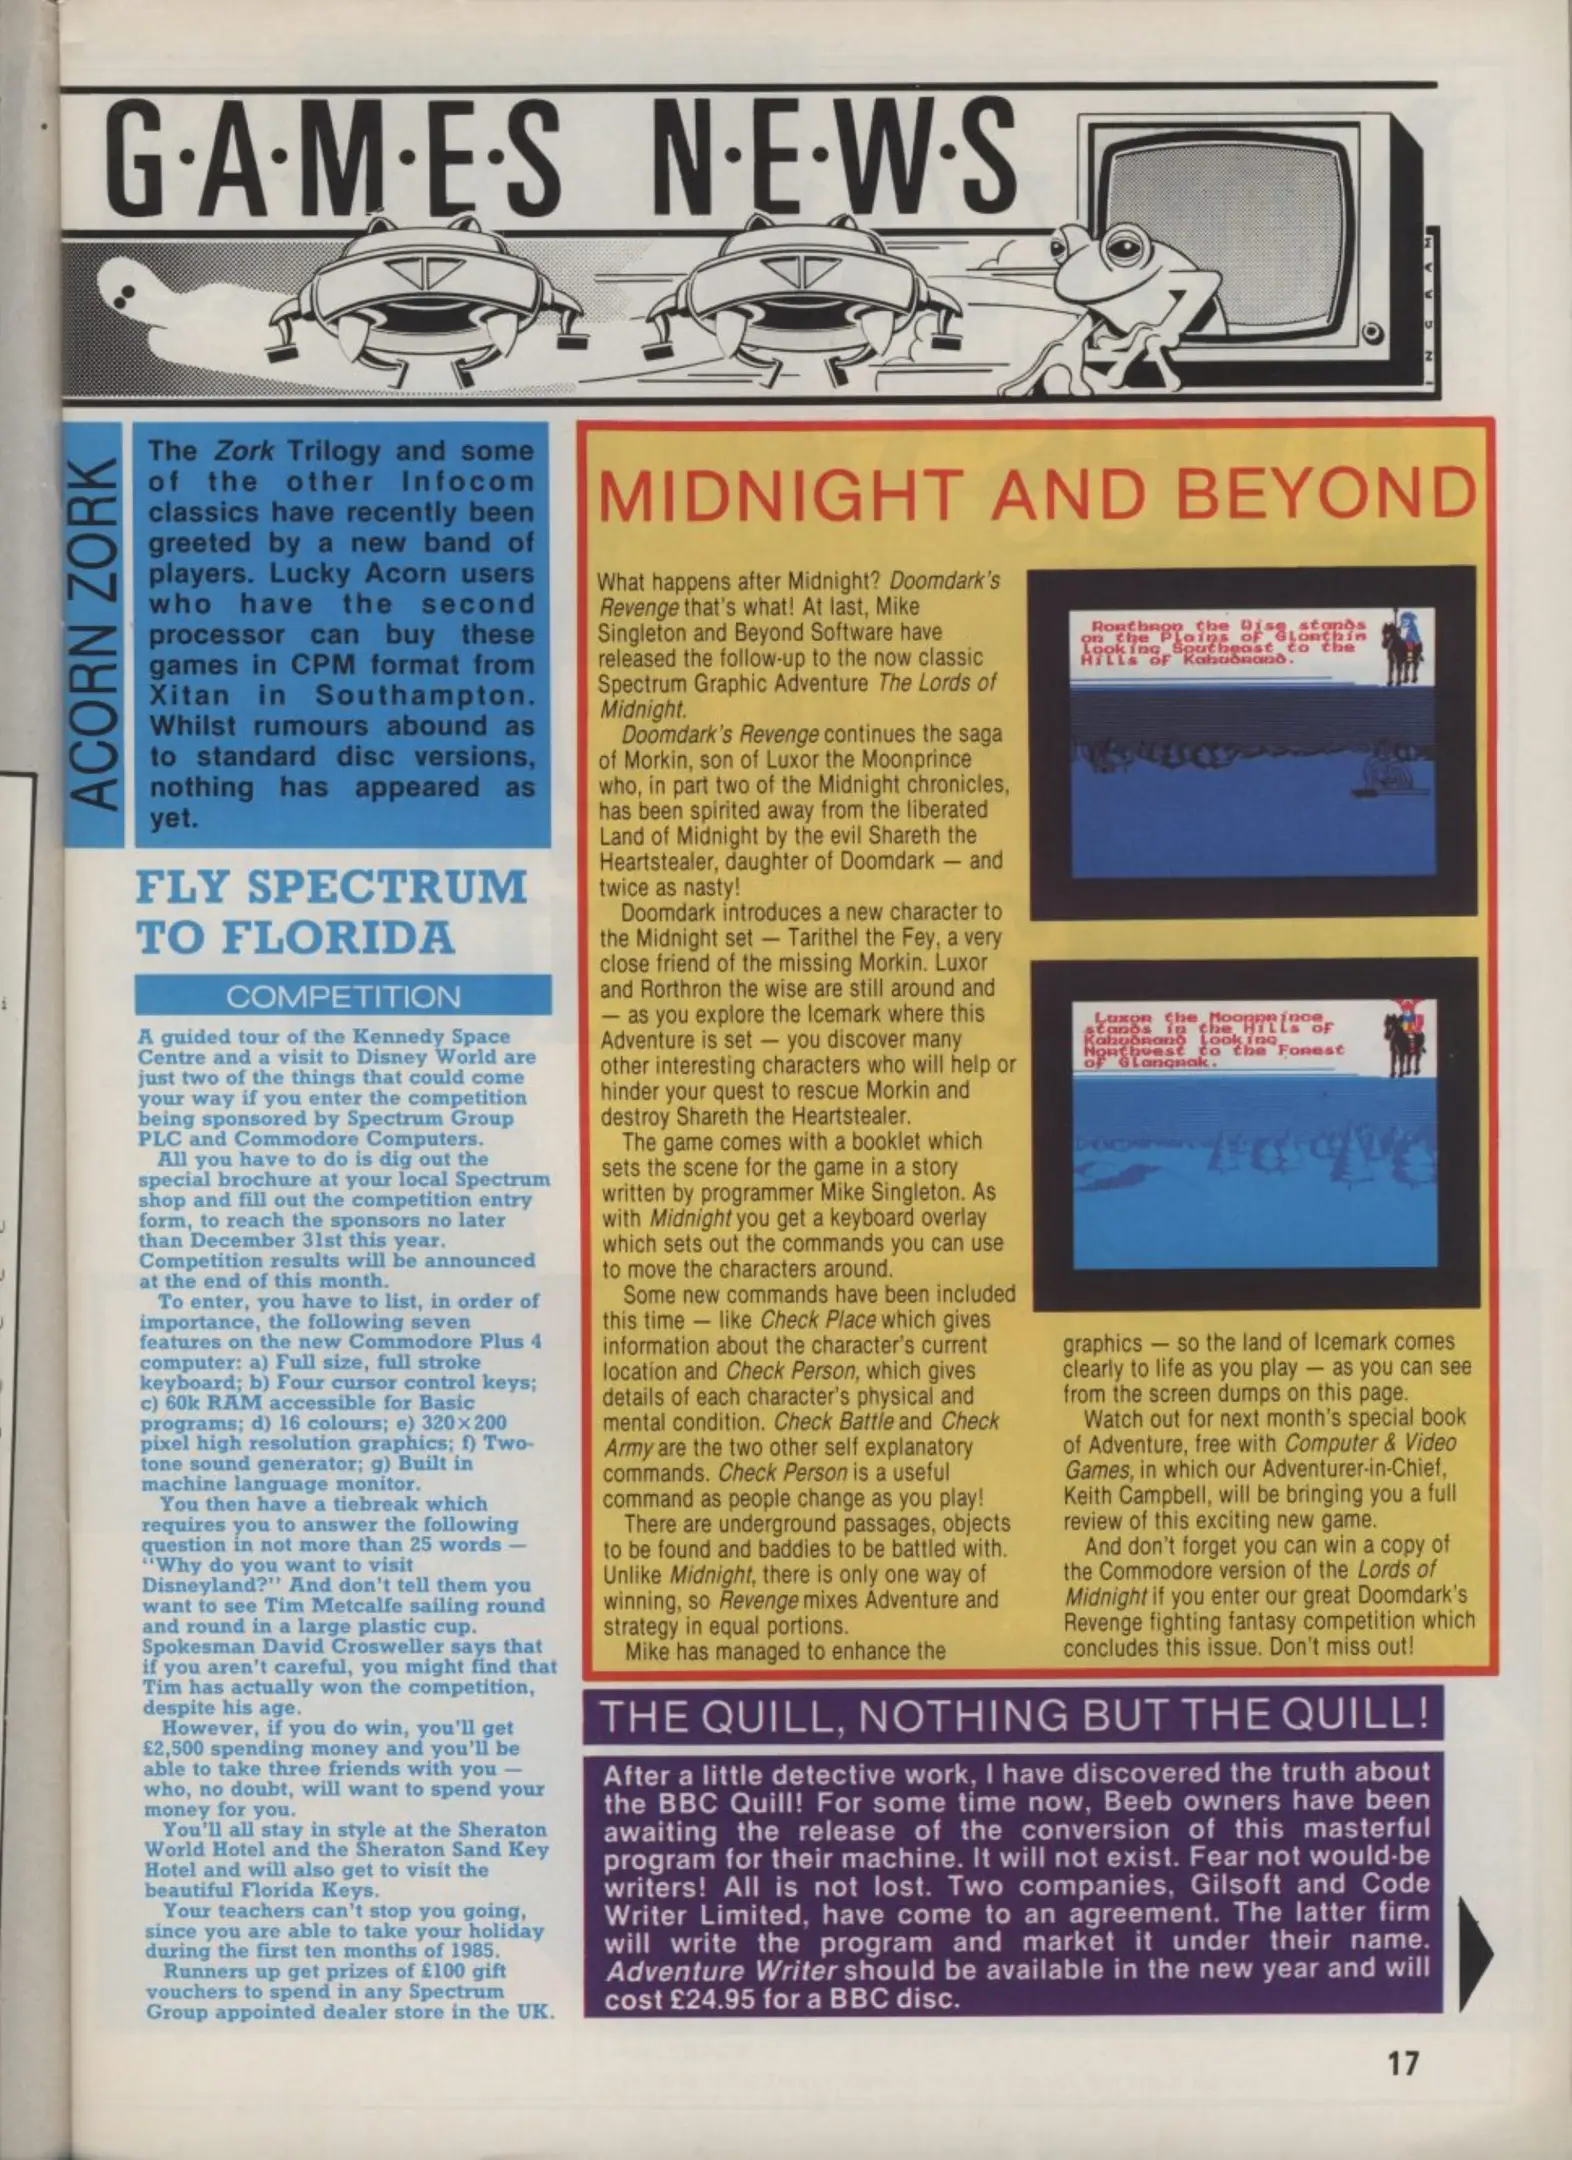 G·A·M·E·S N·E·W·S
MARCUZI
ACORN ZORK
The Zork Trilogy and some
of the other Infocom
classics have recently been
greeted by a new band of
players. Lucky Acorn users
who have the second
processor can buy these
games in CPM format from
Xitan in Southampton.
Whilst rumours abound as
to standard disc versions,
nothing has appeared as
yet.
FLY SPECTRUM
TO FLORIDA
COMPETITION
A guided tour of the Kennedy Space
Centre and a visit to Disney World are
just two of the things that could come
your way if you enter the competition
being sponsored by Spectrum Group
PLC and Commodore Computers.
All you have to do is dig out the
special brochure at your local Spectrum
shop and fill out the competition entry
form, to reach the sponsors no later
than December 31st this year.
Competition results will be announced
at the end of this month.
To enter, you have to list, in order of
importance, the following seven
features on the new Commodore Plus 4
computer: a) Full size, full stroke
keyboard; b) Four cursor control keys;
c) 60k RAM accessible for Basic
programs; d) 16 colours; e) 320×200
pixel high resolution graphics; f) Two-
tone sound generator; g) Built in
machine language monitor.
You then have a tiebreak which
requires you to answer the following
question in not more than 25 words —
"Why do you want to visit
Disneyland?" And don't tell them you
want to see Tim Metcalfe sailing round
and round in a large plastic cup.
Spokesman David Crosweller says that
if you aren't careful, you might find that
Tim has actually won the competition,
despite his age.
However, if you do win, you'll get
£2,500 spending money and you'll be
able to take three friends with you —
who, no doubt, will want to spend your
money for you.
You'll all stay in style at the Sheraton
World Hotel and the Sheraton Sand Key
Hotel and will also get to visit the
beautiful Florida Keys.
Your teachers can't stop you going,
since you are able to take your holiday
during the first ten months of 1985.
Runners up get prizes of £100 gift
vouchers to spend in any Spectrum
Group appointed dealer store in the UK.
MIDNIGHT AND BEYOND
What happens after Midnight? Doomdark's
Revenge that's what! At last, Mike
Singleton and Beyond Software have
released the follow-up to the now classic
Spectrum Graphic Adventure The Lords of
Midnight.
Doomdark's Revenge continues the saga
of Morkin, son of Luxor the Moonprince
who, in part two of the Midnight chronicles,
has been spirited away from the liberated
Land of Midnight by the evil Shareth the
Heartstealer, daughter of Doomdark — and
twice as nasty!
Doomdark introduces a new character to
the Midnight set — Tarithel the Fey, a very
close friend of the missing Morkin. Luxor
and Rorthron the wise are still around and
— as you explore the Icemark where this
Adventure is set — you discover many
other interesting characters who will help or
hinder your quest to rescue Morkin and
destroy Shareth the Heartstealer.
The game comes with a booklet which
sets the scene for the game in a story
written by programmer Mike Singleton. As
with Midnight you get a keyboard overlay
which sets out the commands you can use
to move the characters around.
Some new commands have been included
this time — like Check Place which gives
information about the character's current
location and Check Person, which gives
details of each character's physical and
mental condition. Check Battle and Check
Army are the two other self explanatory
commands. Check Person is a useful
command as people change as you play!
There are underground passages, objects
to be found and baddies to be battled with.
Unlike Midnight, there is only one way of
winning, so Revenge mixes Adventure and
strategy in equal portions.
Mike has managed to enhance the
Rorthron the Wise stands
on the Plains of Glorthin
looking Southeast to the
Hills of Kahudrand.
Luxor the Moonprince
stands in the Hills of
Kahudrand looking
Northwest to the Forest
of Glangrak.
graphics — so the land of Icemark comes
clearly to life as you play — as you can see
from the screen dumps on this page.
Watch out for next month's special book
of Adventure, free with Computer & Video
Games, in which our Adventurer-in-Chief,
Keith Campbell, will be bringing you a full
review of this exciting new game.
And don't forget you can win a copy of
the Commodore version of the Lords of
Midnight if you enter our great Doomdark's
Revenge fighting fantasy competition which
concludes this issue. Don't miss out!
THE QUILL, NOTHING BUT THE QUILL!
After a little detective work, I have discovered the truth about
the BBC Quill! For some time now, Beeb owners have been
awaiting the release of the conversion of this masterful
program for their machine. It will not exist. Fear not would-be
writers! All is not lost. Two companies, Gilsoft and Code
Writer Limited, have come to an agreement. The latter firm
will write the program and market it under their name.
Adventure Writer should be available in the new year and will
cost £24.95 for a BBC disc.
17